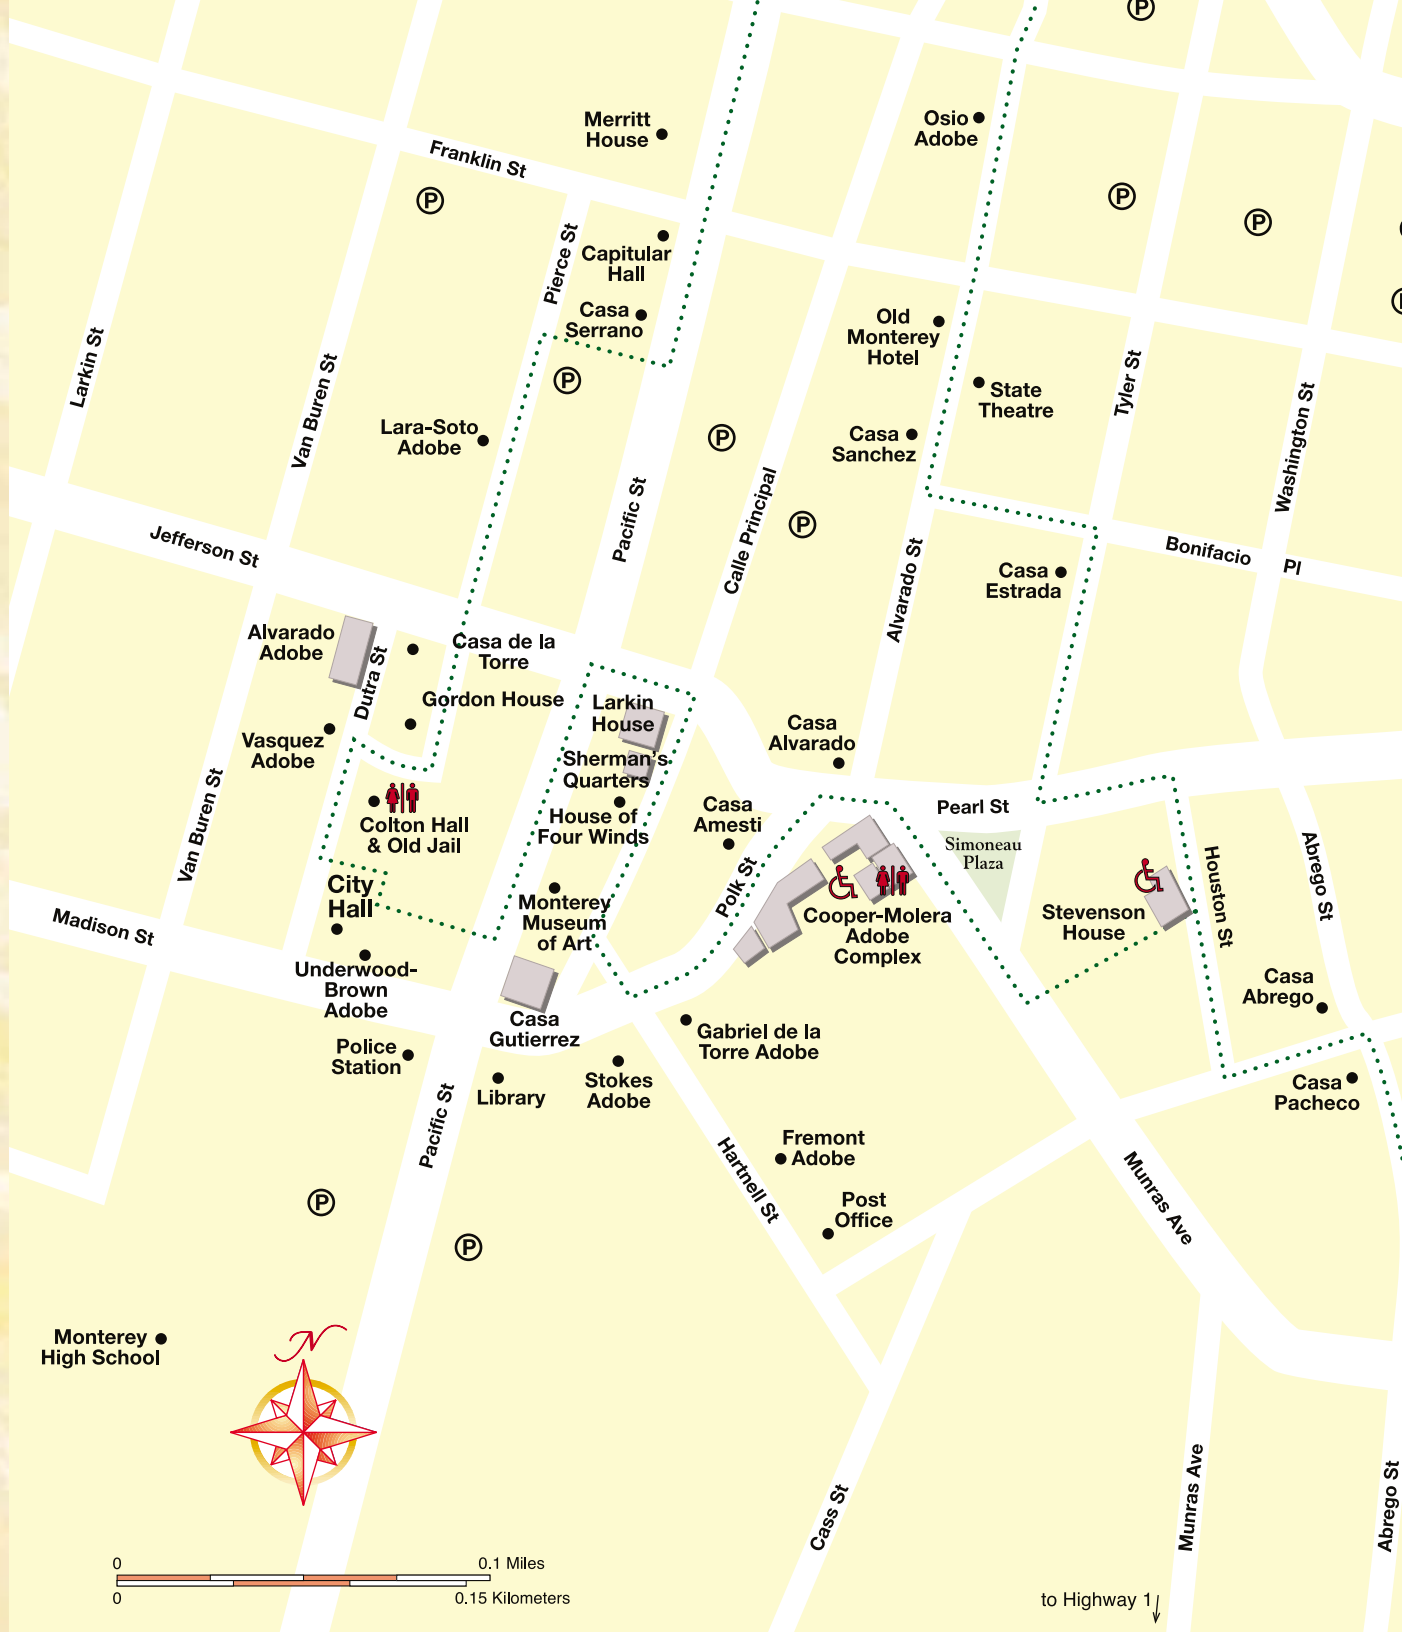 P
Merritt
House
Osio
Adobe
Franklin St
P
P
P
Pierce St
Capitular
Hall
Casa
Serrano
Old
Monterey
Hotel
Larkin St
Van Buren St
P
State
Theatre
Tyler St
Washington St
Lara-Soto
Adobe
P
Casa
Sanchez
Pacific St
Calle Principal
P
Jefferson St
Alvarado St
Bonifacio Pl
Casa
Estrada
Alvarado
Adobe
Dutra St
Casa de la
Torre
Gordon House
Larkin
House
Vasquez
Adobe
Casa
Alvarado
Sherman's
Quarters
House of
Four Winds
Casa
Amesti
Pearl St
Simoneau
Plaza
Colton Hall
& Old Jail
Van Buren St
City
Hall
Polk St
Houston St
Abrego St
Madison St
Monterey
Museum
of Art
Cooper-Molera
Adobe
Complex
Stevenson
House
Underwood-
Brown
Adobe
Casa
Gutierrez
Casa
Abrego
Gabriel de la
Torre Adobe
Police
Station
Library
Stokes
Adobe
Casa
Pacheco
Pacific St
Hartnell St
Fremont
Adobe
Munras Ave
Post
Office
P
P
Monterey
High School
N
Cass St
Munras Ave
Abrego St
0 0.1 Miles
0 0.15 Kilometers
to Highway 1